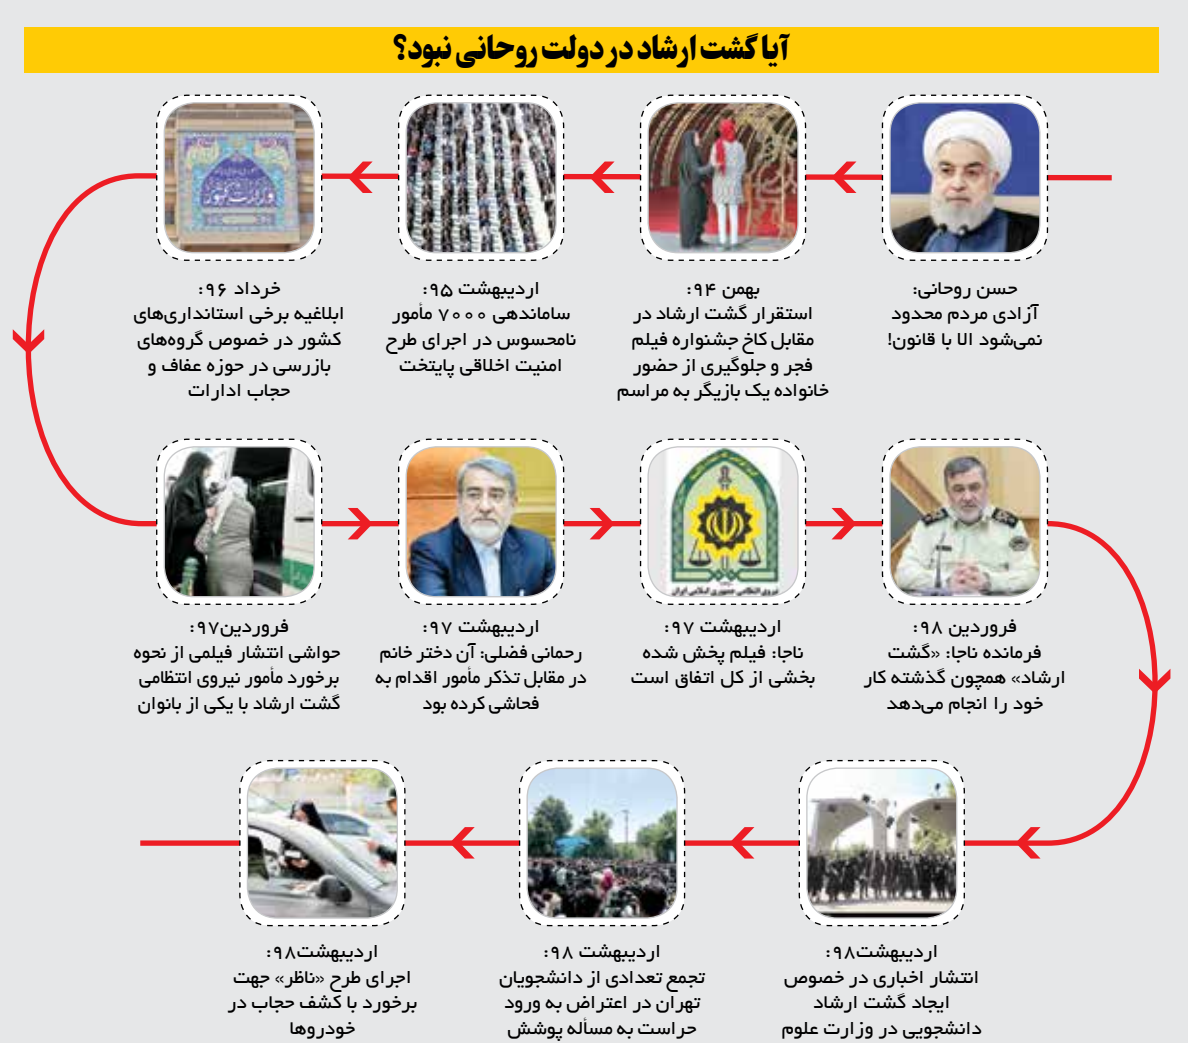 آیا گشت ارشاد در دولت روحانی نبود؟
حسن روحانی:
آزادی مردم محدود
نمی‌شود الا با قانون!
بهمن ۹۴:
استقرار گشت ارشاد در
مقابل کاخ جشنواره فیلم
فجر و جلوگیری از حضور
خانواده یک بازیگر به مراسم
اردیبهشت ۹۵:
ساماندهی ۷۰۰۰ مأمور
نامحسوس در اجرای طرح
امنیت اخلاقی پایتخت
خرداد ۹۶:
ابلاغیه برخی استانداری‌های
کشور در خصوص گروه‌های
بازرسی در حوزه عفاف و
حجاب ادارات
فروردین۹۷:
حواشی انتشار فیلمی از نحوه
برخورد مأمور نیروی انتظامی
گشت ارشاد با یکی از بانوان
اردیبهشت ۹۷:
رحمانی فضلی: آن دختر خانم
در مقابل تذکر مأمور اقدام به
فحاشی کرده بود
نیروی انتظامی جمهوری اسلامی ایران
اردیبهشت ۹۷:
ناجا: فیلم پخش شده
بخشی از کل اتفاق است
فروردین ۹۸:
فرمانده ناجا: «گشت
ارشاد» همچون گذشته کار
خود را انجام می‌دهد
اردیبهشت۹۸:
انتشار اخباری در خصوص
ایجاد گشت ارشاد
دانشجویی در وزارت علوم
اردیبهشت ۹۸:
تجمع تعدادی از دانشجویان
تهران در اعتراض به ورود
حراست به مسأله پوشش
اردیبهشت۹۸:
اجرای طرح «ناظر» جهت
برخورد با کشف حجاب در
خودروها